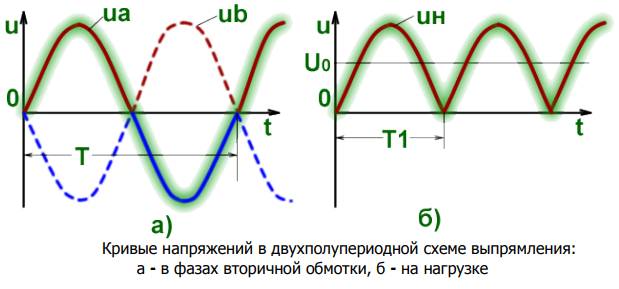 u
ua
ub
0
t
T
а)
u
uн
U₀
0
t
T1
б)
Кривые напряжений в двухполупериодной схеме выпрямления:
а - в фазах вторичной обмотки, б - на нагрузке